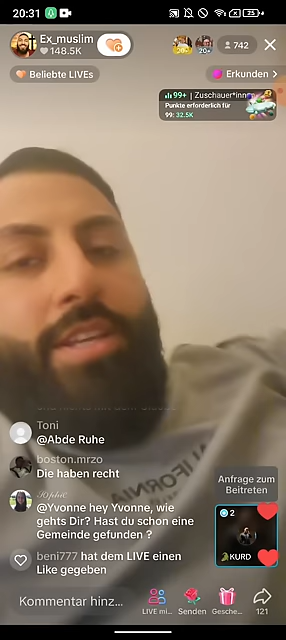 20:31
25
Ex_muslim
148.5K
20+
742
Beliebte LIVEs
Erkunden
99+ | Zuschauer*innen
Punkte erforderlich für
99: 32.5K
Toni
@Abde Ruhe
boston.mrzo
Die haben recht
Sophie
@Yvonne hey Yvonne, wie
gehts Dir? Hast du schon eine
Gemeinde gefunden ?
beni777 hat dem LIVE einen
Like gegeben
Anfrage zum
Beitreten
2
KURD
Kommentar hinz...
LIVE mi...
Senden
Gesche...
121